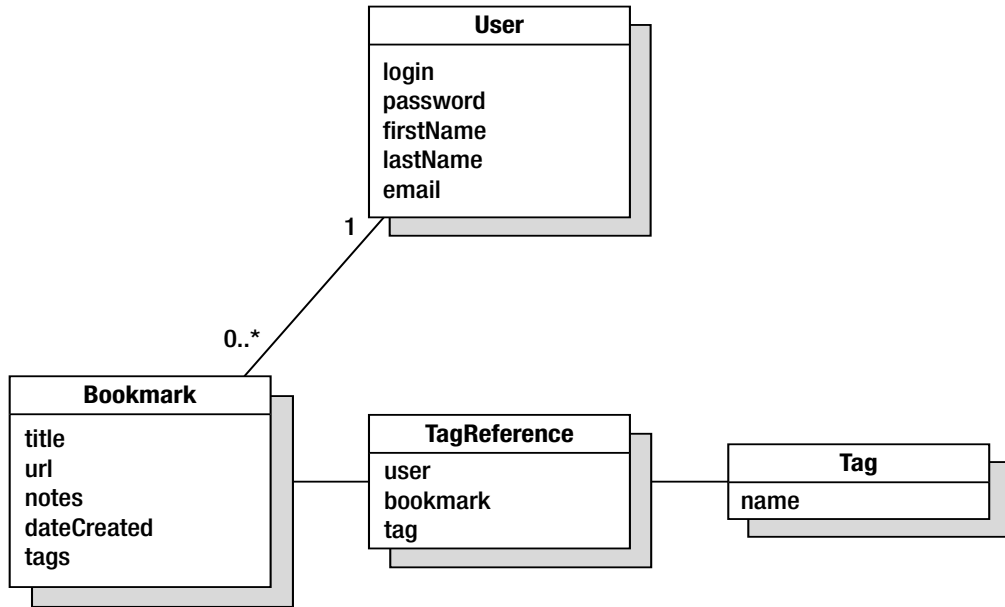 User
login
password
firstName
lastName
email
1
0..*
Bookmark
title
url
notes
dateCreated
tags
TagReference
user
bookmark
tag
Tag
name